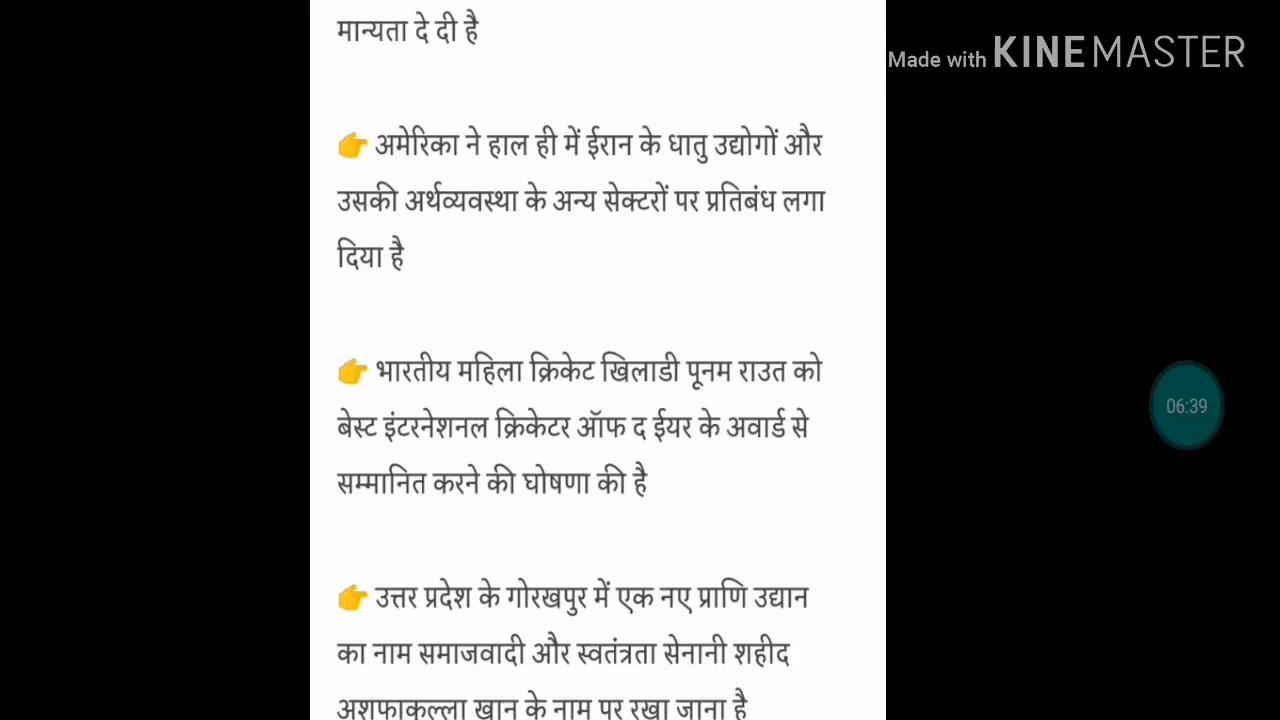 मान्यता दे दी है
Made with KINEMASTER
👉 अमेरिका ने हाल ही में ईरान के धातु उद्योगों और
उसकी अर्थव्यवस्था के अन्य सेक्टरों पर प्रतिबंध लगा
दिया है
👉 भारतीय महिला क्रिकेट खिलाडी पूनम राउत को
बेस्ट इंटरनेशनल क्रिकेटर ऑफ द ईयर के अवार्ड से
सम्मानित करने की घोषणा की है
06:39
👉 उत्तर प्रदेश के गोरखपुर में एक नए प्राणि उद्यान
का नाम समाजवादी और स्वतंत्रता सेनानी शहीद
अशफाकुल्ला खान के नाम पर रखा जाना है